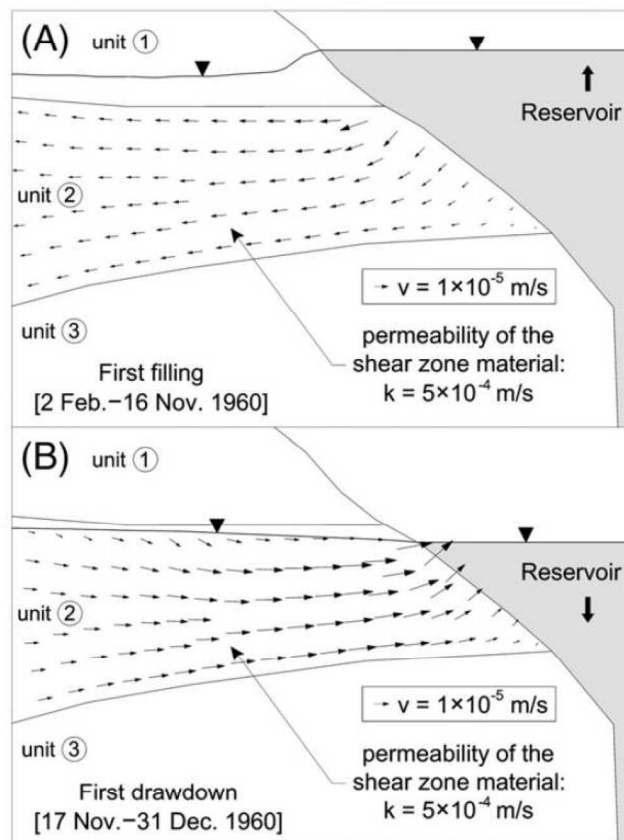 (A)
unit ①
Reservoir
unit ②
v = 1×10⁻⁵ m/s
unit ③
permeability of the
shear zone material:
k = 5×10⁻⁴ m/s
First filling
[2 Feb.–16 Nov. 1960]
(B)
unit ①
Reservoir
unit ②
v = 1×10⁻⁵ m/s
unit ③
permeability of the
shear zone material:
k = 5×10⁻⁴ m/s
First drawdown
[17 Nov.–31 Dec. 1960]